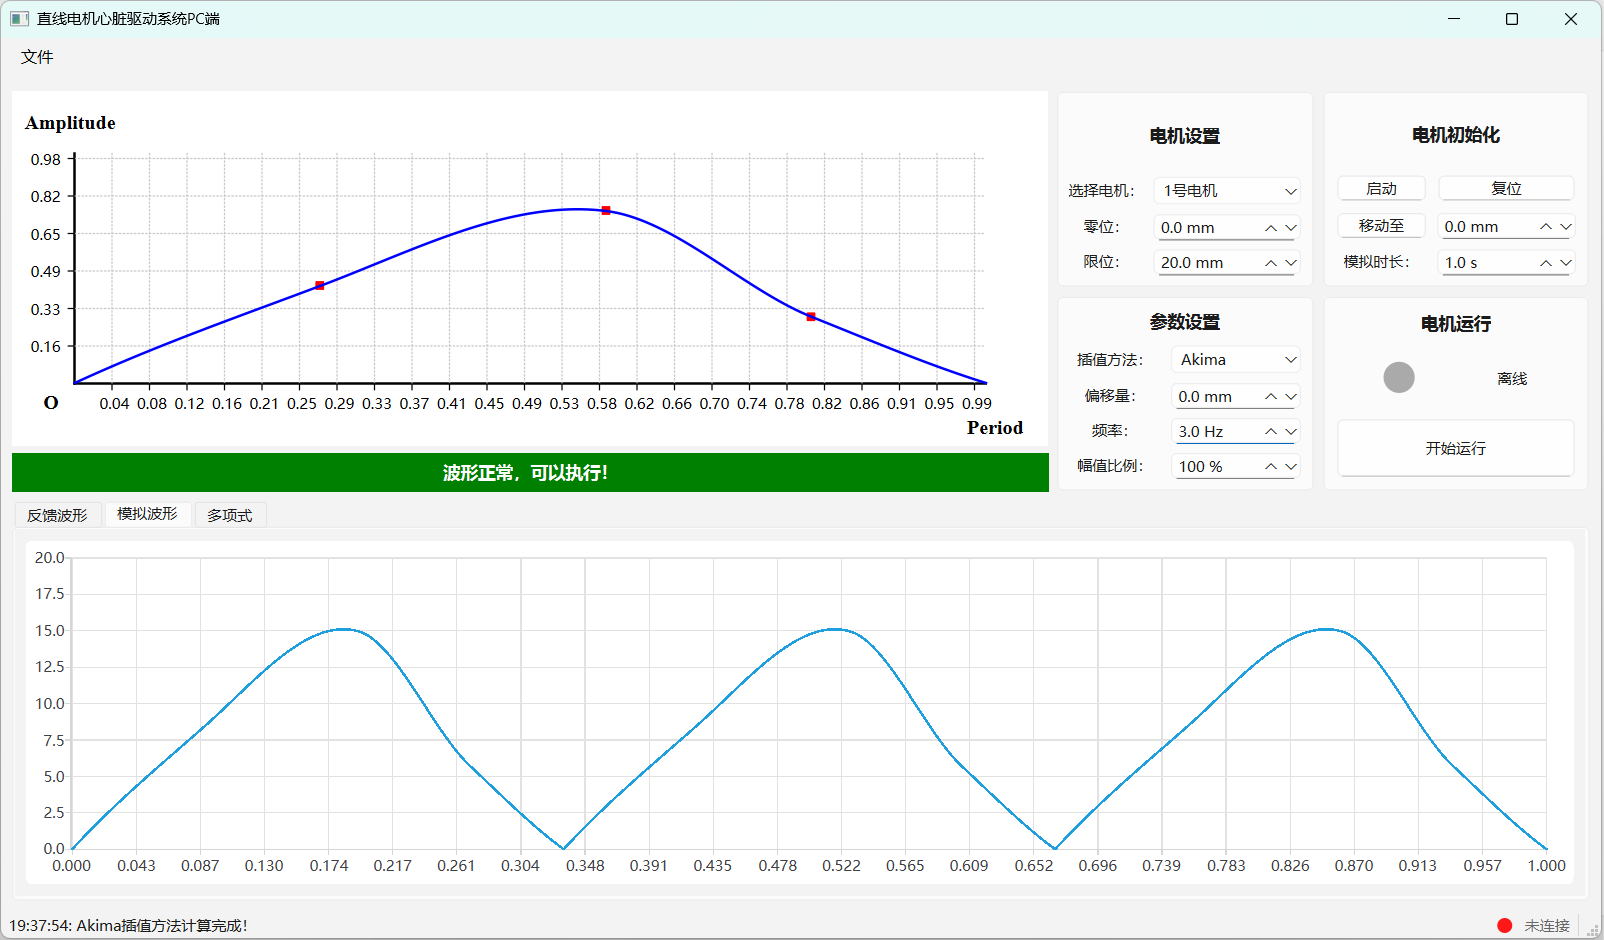 直线电机心脏驱动系统PC端
文件
Amplitude
0.98
0.82
0.65
0.49
0.33
0.16
O
0.04 0.08 0.12 0.16 0.21 0.25 0.29 0.33 0.37 0.41 0.45 0.49 0.53 0.58 0.62 0.66 0.70 0.74 0.78 0.82 0.86 0.91 0.95 0.99
Period
波形正常，可以执行！
电机设置
选择电机： 1号电机
零位： 0.0 mm
限位： 20.0 mm
电机初始化
启动 复位
移动至 0.0 mm
模拟时长： 1.0 s
参数设置
插值方法： Akima
偏移量： 0.0 mm
频率： 3.0 Hz
幅值比例： 100 %
电机运行
离线
开始运行
反馈波形 模拟波形 多项式
20.0
17.5
15.0
12.5
10.0
7.5
5.0
2.5
0.0
0.000 0.043 0.087 0.130 0.174 0.217 0.261 0.304 0.348 0.391 0.435 0.478 0.522 0.565 0.609 0.652 0.696 0.739 0.783 0.826 0.870 0.913 0.957 1.000
19:37:54: Akima插值方法计算完成！
未连接